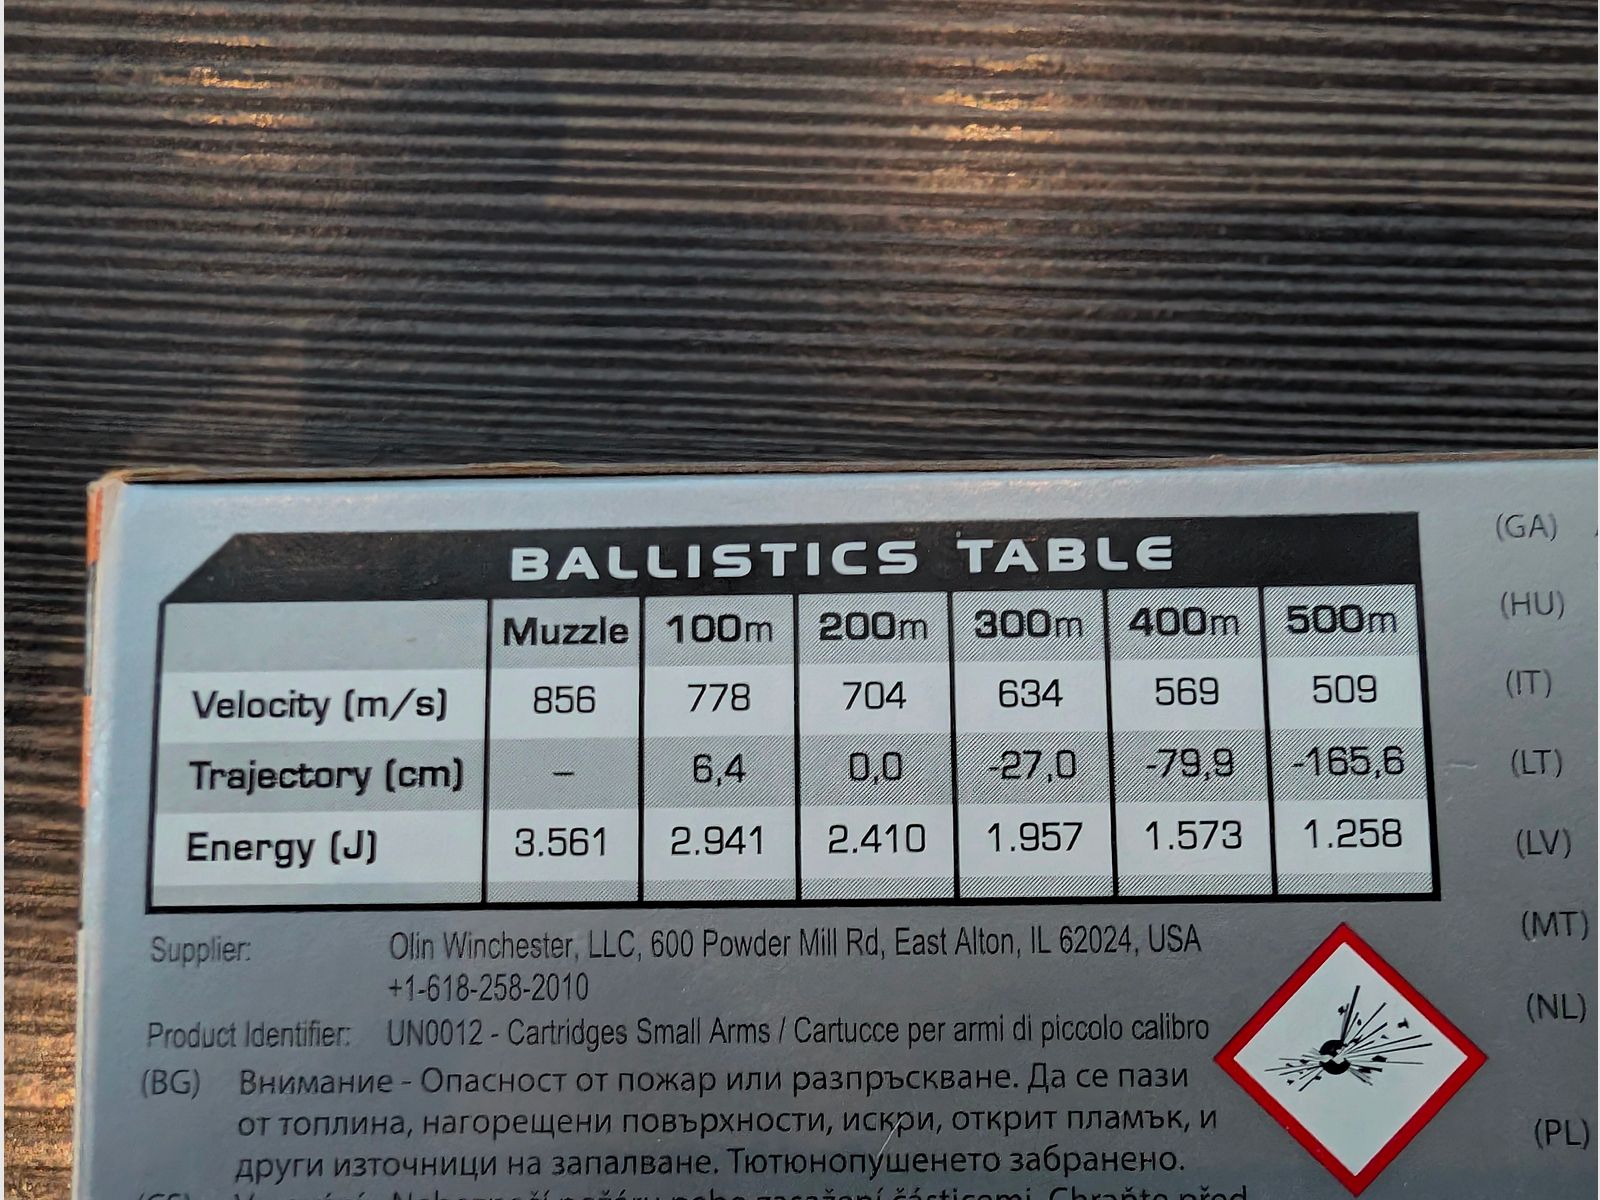 BALLISTICS TABLE
Muzzle 100m 200m 300m 400m 500m
Velocity (m/s) 856 778 704 634 569 509
Trajectory (cm) – 6,4 0,0 -27,0 -79,9 -165,6
Energy (J) 3.561 2.941 2.410 1.957 1.573 1.258
Supplier: Olin Winchester, LLC, 600 Powder Mill Rd, East Alton, IL 62024, USA
+1-618-258-2010
Product Identifier: UN0012 - Cartridges Small Arms / Cartucce per armi di piccolo calibro
(BG) Внимание - Опасност от пожар или разпръскване. Да се пази
от топлина, нагорещени повърхности, искри, открит пламък, и
други източници на запалване. Тютюнопушенето забранено.
(GA)
(HU)
(IT)
(LT)
(LV)
(MT)
(NL)
(PL)